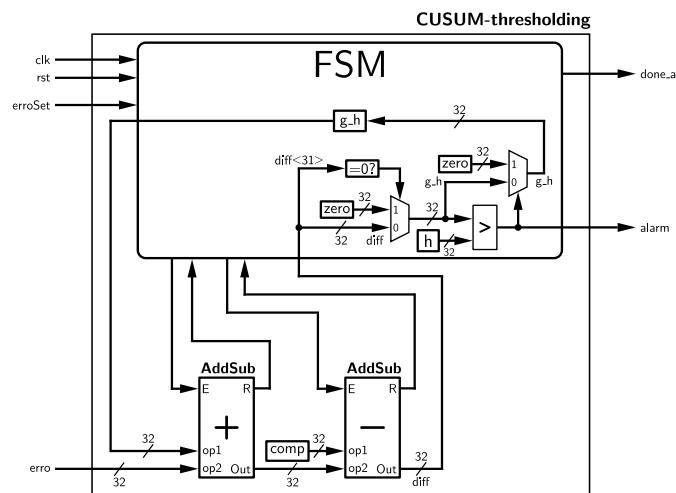 CUSUM-thresholding
clk
FSM
rst
done_a
erroSet
g_h
32
diff<31>
=0?
zero
32
1
0
g_h
g_h
zero
32
1
0
32
diff
32
h
32
>
alarm
AddSub
AddSub
E
R
E
R
+
−
32
op1
comp
32
op1
32
erro
32
op2
Out
32
op2
Out
diff